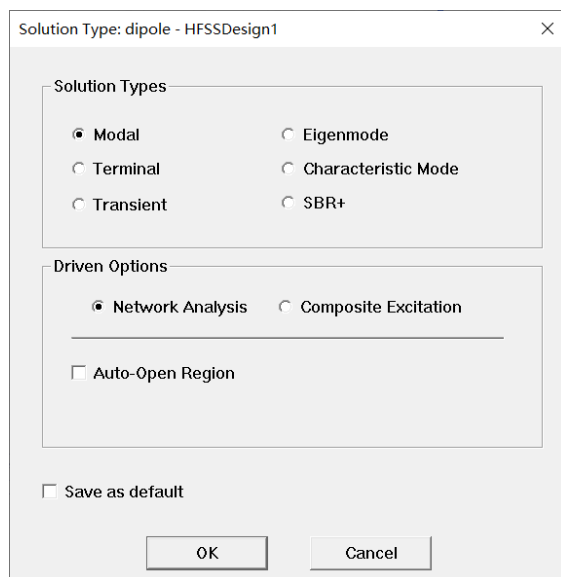 Solution Type: dipole - HFSSDesign1
Solution Types
Modal
Eigenmode
Terminal
Characteristic Mode
Transient
SBR+
Driven Options
Network Analysis
Composite Excitation
Auto-Open Region
Save as default
OK
Cancel